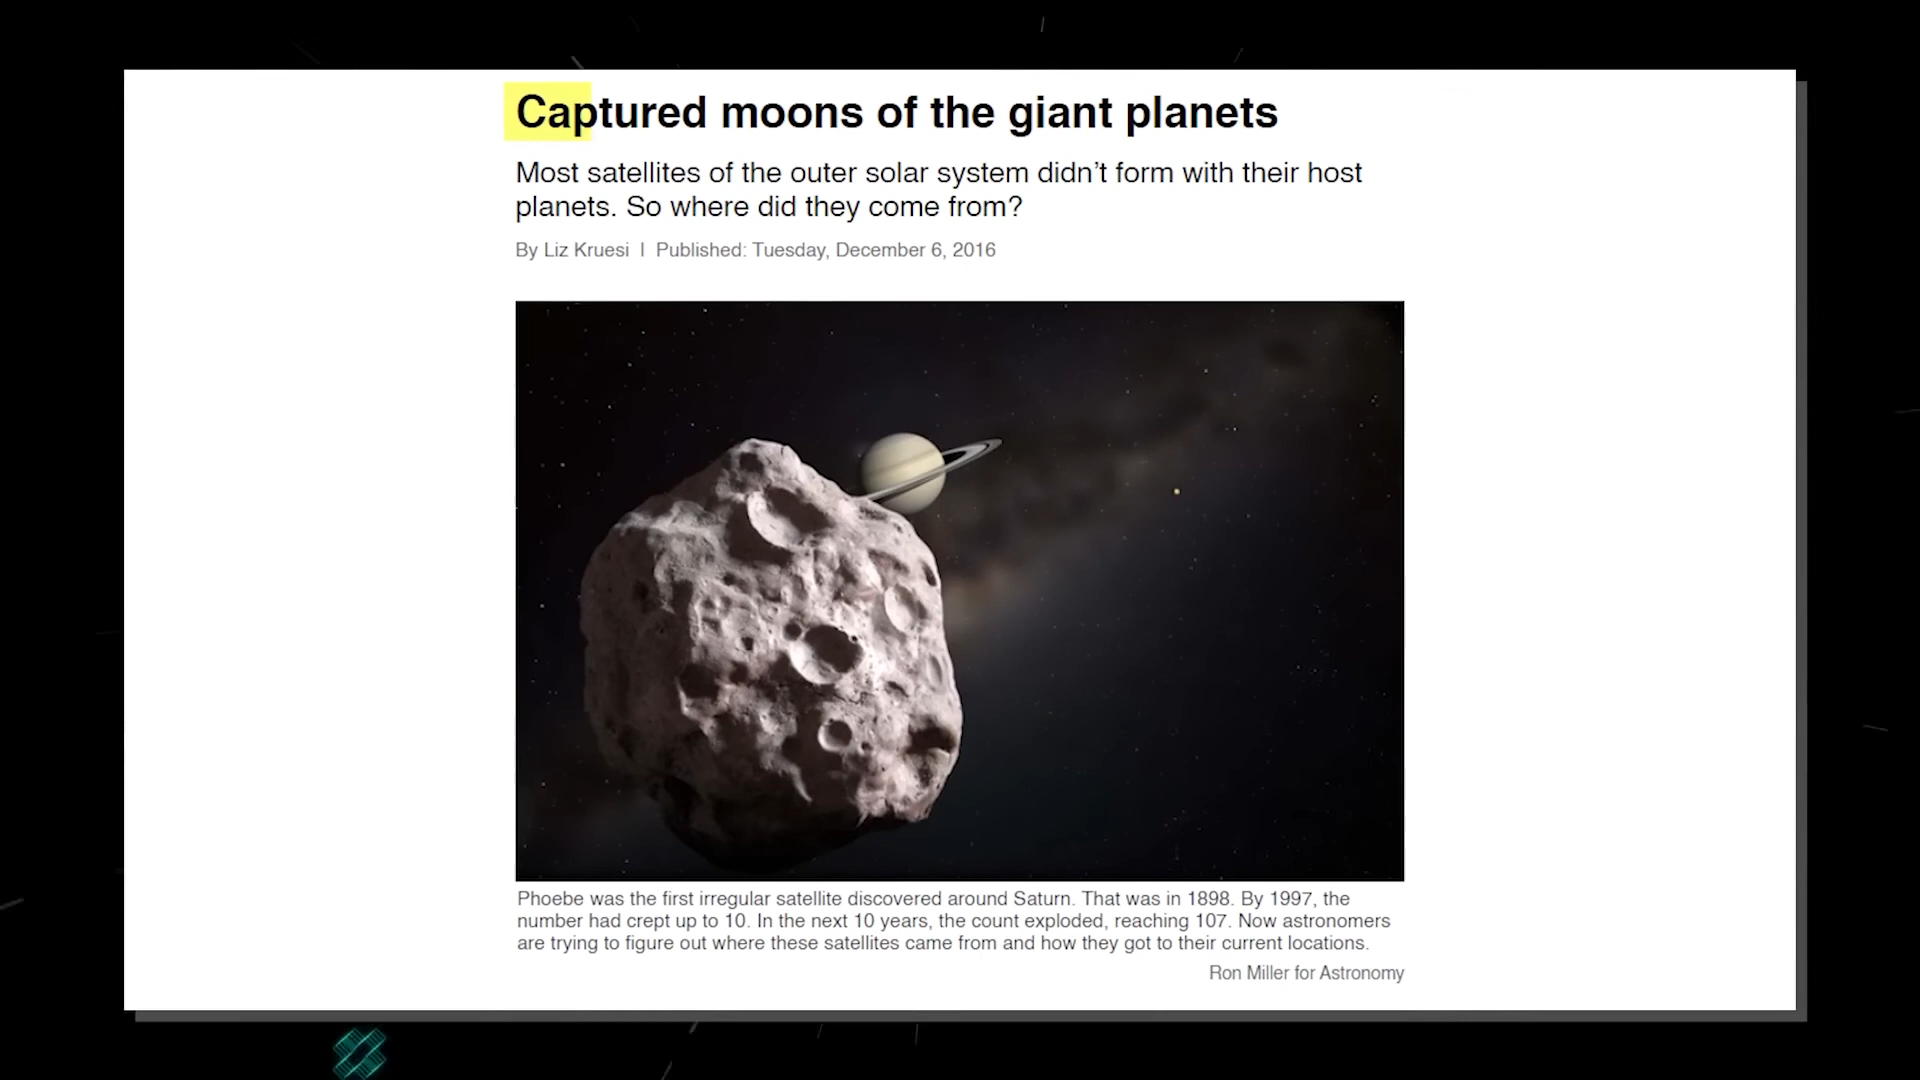 Captured moons of the giant planets
Most satellites of the outer solar system didn’t form with their host
planets. So where did they come from?
By Liz Kruesi | Published: Tuesday, December 6, 2016
Phoebe was the first irregular satellite discovered around Saturn. That was in 1898. By 1997, the
number had crept up to 10. In the next 10 years, the count exploded, reaching 107. Now astronomers
are trying to figure out where these satellites came from and how they got to their current locations.
Ron Miller for Astronomy